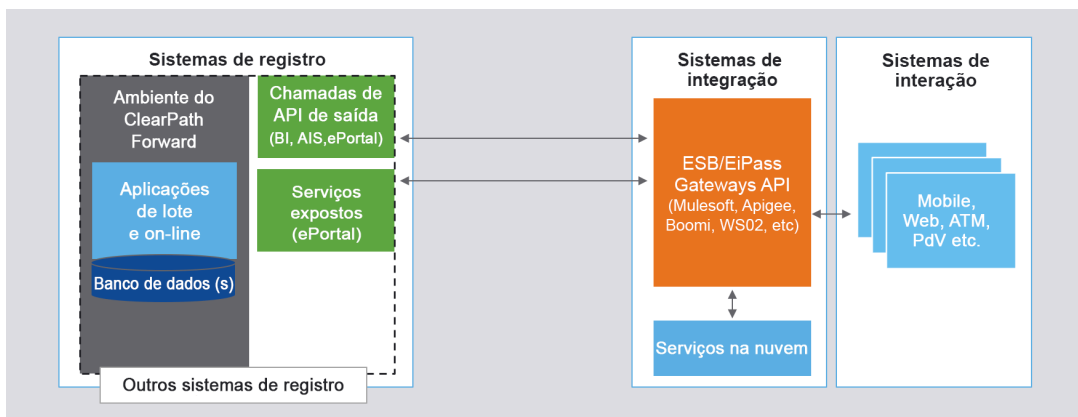 Sistemas de registro
Ambiente do
ClearPath
Forward
Aplicações
de lote
e on-line
Banco de dados (s)
Chamadas de
API de saída
(BI, AIS,ePortal)
Serviços
expostos
(ePortal)
Outros sistemas de registro
Sistemas de
integração
ESB/EiPass
Gateways API
(Mulesoft, Apigee,
Boomi, WS02, etc)
Serviços na nuvem
Sistemas de
interação
Mobile,
Web, ATM,
PdV etc.